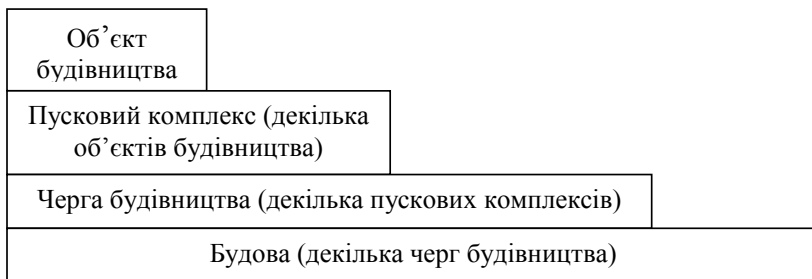 Об’єкт
будівництва
Пусковий комплекс (декілька
об’єктів будівництва)
Черга будівництва (декілька пускових комплексів)
Будова (декілька черг будівництва)